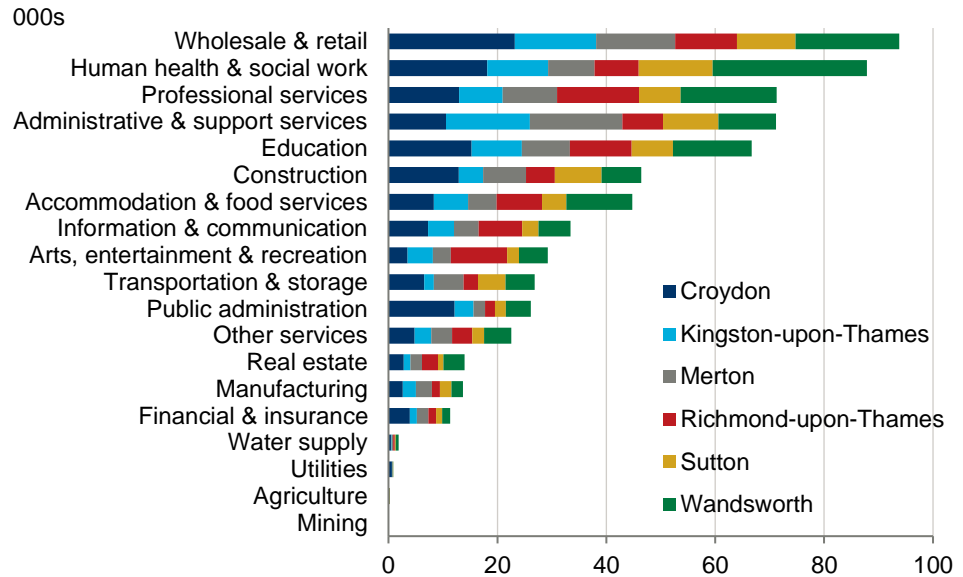 000s
Wholesale & retail
Human health & social work
Professional services
Administrative & support services
Education
Construction
Accommodation & food services
Information & communication
Arts, entertainment & recreation
Transportation & storage
Public administration
Other services
Real estate
Manufacturing
Financial & insurance
Water supply
Utilities
Agriculture
Mining
Croydon
Kingston-upon-Thames
Merton
Richmond-upon-Thames
Sutton
Wandsworth
0 20 40 60 80 100